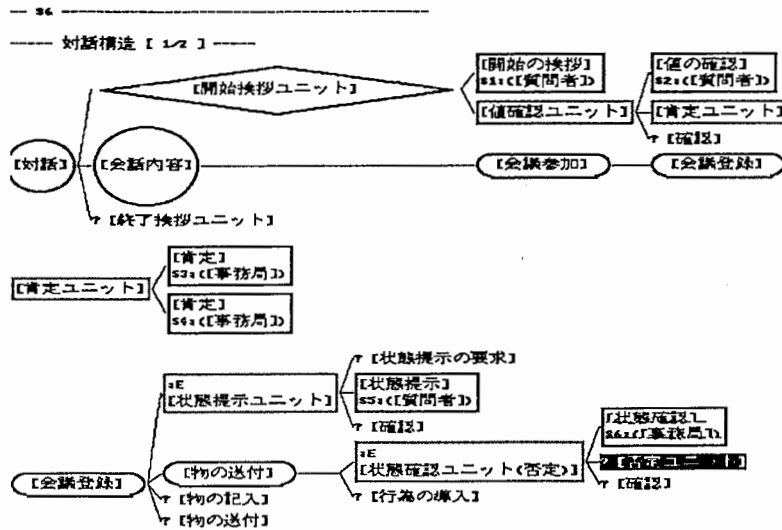 --- S6 ---
----- 対話構造 [ 1/2 ] -----
[開始の挨拶]
S1:([質問者])
[値の確認]
S2:([質問者])
[開始挨拶ユニット]
[値確認ユニット]
[肯定ユニット]
? [確認]
[対話]
[会話内容]
[会議参加]
[会議登録]
? [終了挨拶ユニット]
[肯定]
S3:([事務局])
[肯定ユニット]
[肯定]
S4:([事務局])
? [状態提示の要求]
:E
[状態提示ユニット]
[状態提示]
S5:([質問者])
? [確認]
[状態確認]
S6:([事務局])
:E
[状態確認ユニット(否定)]
? [否定ユニット]
? [確認]
[会議登録]
[物の送付]
? [物の記入]
? [行為の導入]
? [物の送付]